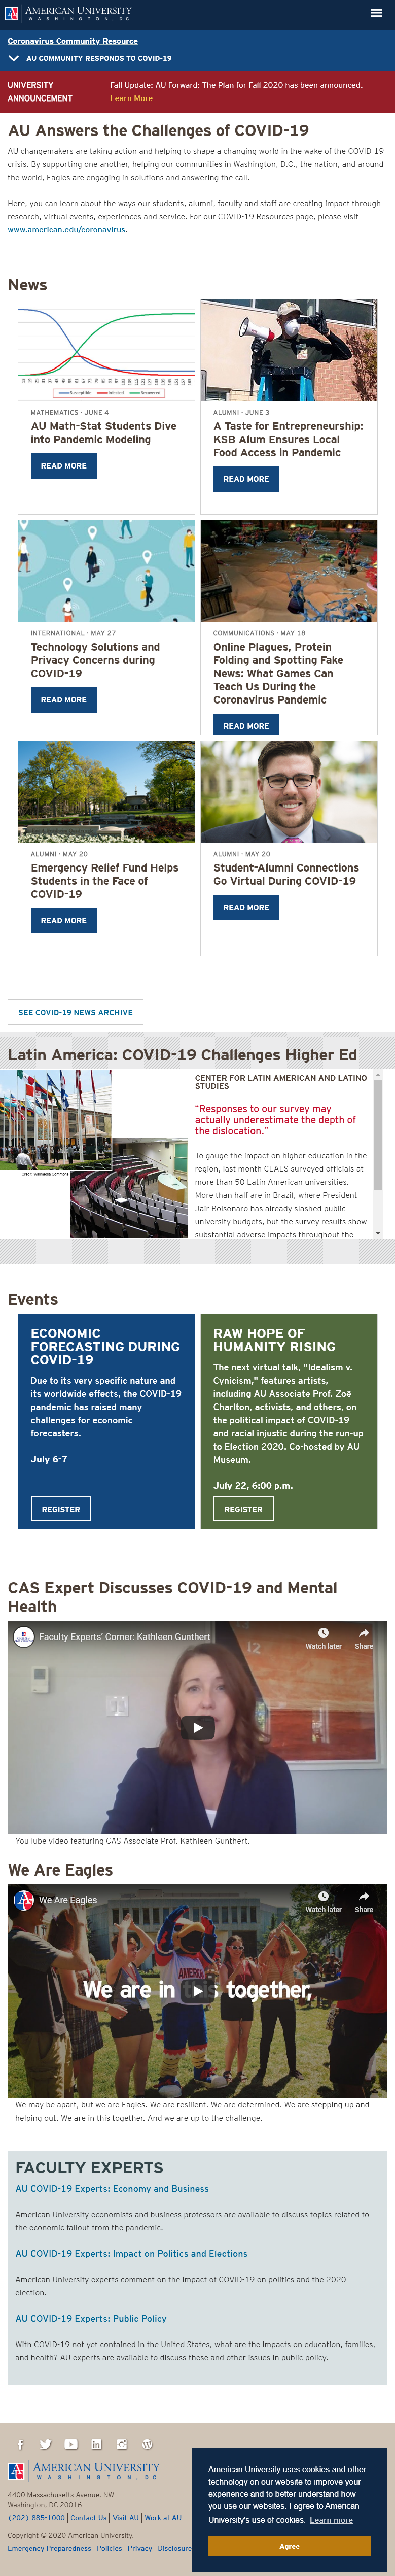 AMERICAN UNIVERSITY
WASHINGTON, DC
Coronavirus Community Resource
AU COMMUNITY RESPONDS TO COVID-19
UNIVERSITY
ANNOUNCEMENT
Fall Update: AU Forward: The Plan for Fall 2020 has been announced.
Learn More
AU Answers the Challenges of COVID-19
AU changemakers are taking action and helping to shape a changing world in the wake of the COVID-19
crisis. By supporting one another, helping our communities in Washington, D.C., the nation, and around
the world, Eagles are engaging in solutions and answering the call.
Here, you can learn about the ways our students, alumni, faculty and staff are creating impact through
research, virtual events, experiences and service. For our COVID-19 Resources page, please visit
www.american.edu/coronavirus.
News
Susceptible Infected Recovered
MATHEMATICS · JUNE 4
AU Math-Stat Students Dive
into Pandemic Modeling
READ MORE
ALUMNI · JUNE 3
A Taste for Entrepreneurship:
KSB Alum Ensures Local
Food Access in Pandemic
READ MORE
INTERNATIONAL · MAY 27
Technology Solutions and
Privacy Concerns during
COVID-19
READ MORE
COMMUNICATIONS · MAY 18
Online Plagues, Protein
Folding and Spotting Fake
News: What Games Can
Teach Us During the
Coronavirus Pandemic
READ MORE
ALUMNI · MAY 20
Emergency Relief Fund Helps
Students in the Face of
COVID-19
READ MORE
ALUMNI · MAY 20
Student-Alumni Connections
Go Virtual During COVID-19
READ MORE
SEE COVID-19 NEWS ARCHIVE
Latin America: COVID-19 Challenges Higher Ed
Credit: Wikimedia Commons
CENTER FOR LATIN AMERICAN AND LATINO
STUDIES
“Responses to our survey may
actually underestimate the depth of
the dislocation.”
To gauge the impact on higher education in the
region, last month CLALS surveyed officials at
more than 50 Latin American universities.
More than half are in Brazil, where President
Jair Bolsonaro has already slashed public
university budgets, but the survey results show
substantial adverse impacts throughout the
Events
ECONOMIC
FORECASTING DURING
COVID-19
Due to its very specific nature and
its worldwide effects, the COVID-19
pandemic has raised many
challenges for economic
forecasters.
July 6-7
REGISTER
RAW HOPE OF
HUMANITY RISING
The next virtual talk, "Idealism v.
Cynicism," features artists,
including AU Associate Prof. Zoë
Charlton, activists, and others, on
the political impact of COVID-19
and racial injustice during the run-up
to Election 2020. Co-hosted by AU
Museum.
July 22, 6:00 p.m.
REGISTER
CAS Expert Discusses COVID-19 and Mental
Health
Faculty Experts' Corner: Kathleen Gunthert
Watch later Share
YouTube video featuring CAS Associate Prof. Kathleen Gunthert.
We Are Eagles
We Are Eagles
Watch later Share
We are in this together,
We may be apart, but we are Eagles. We are resilient. We are determined. We are stepping up and
helping out. We are in this together. And we are up to the challenge.
FACULTY EXPERTS
AU COVID-19 Experts: Economy and Business
American University economists and business professors are available to discuss topics related to
the economic fallout from the pandemic.
AU COVID-19 Experts: Impact on Politics and Elections
American University experts comment on the impact of COVID-19 on politics and the 2020
election.
AU COVID-19 Experts: Public Policy
With COVID-19 not yet contained in the United States, what are the impacts on education, families,
and health? AU experts are available to discuss these and other issues in public policy.
AMERICAN UNIVERSITY
WASHINGTON, DC
4400 Massachusetts Avenue, NW
Washington, DC 20016
(202) 885-1000 Contact Us Visit AU Work at AU
Copyright © 2020 American University.
Emergency Preparedness Policies Privacy Disclosure
American University uses cookies and other
technology on our website to improve your
experience and to better understand how
you use our websites. I agree to American
University's use of cookies. Learn more
Agree